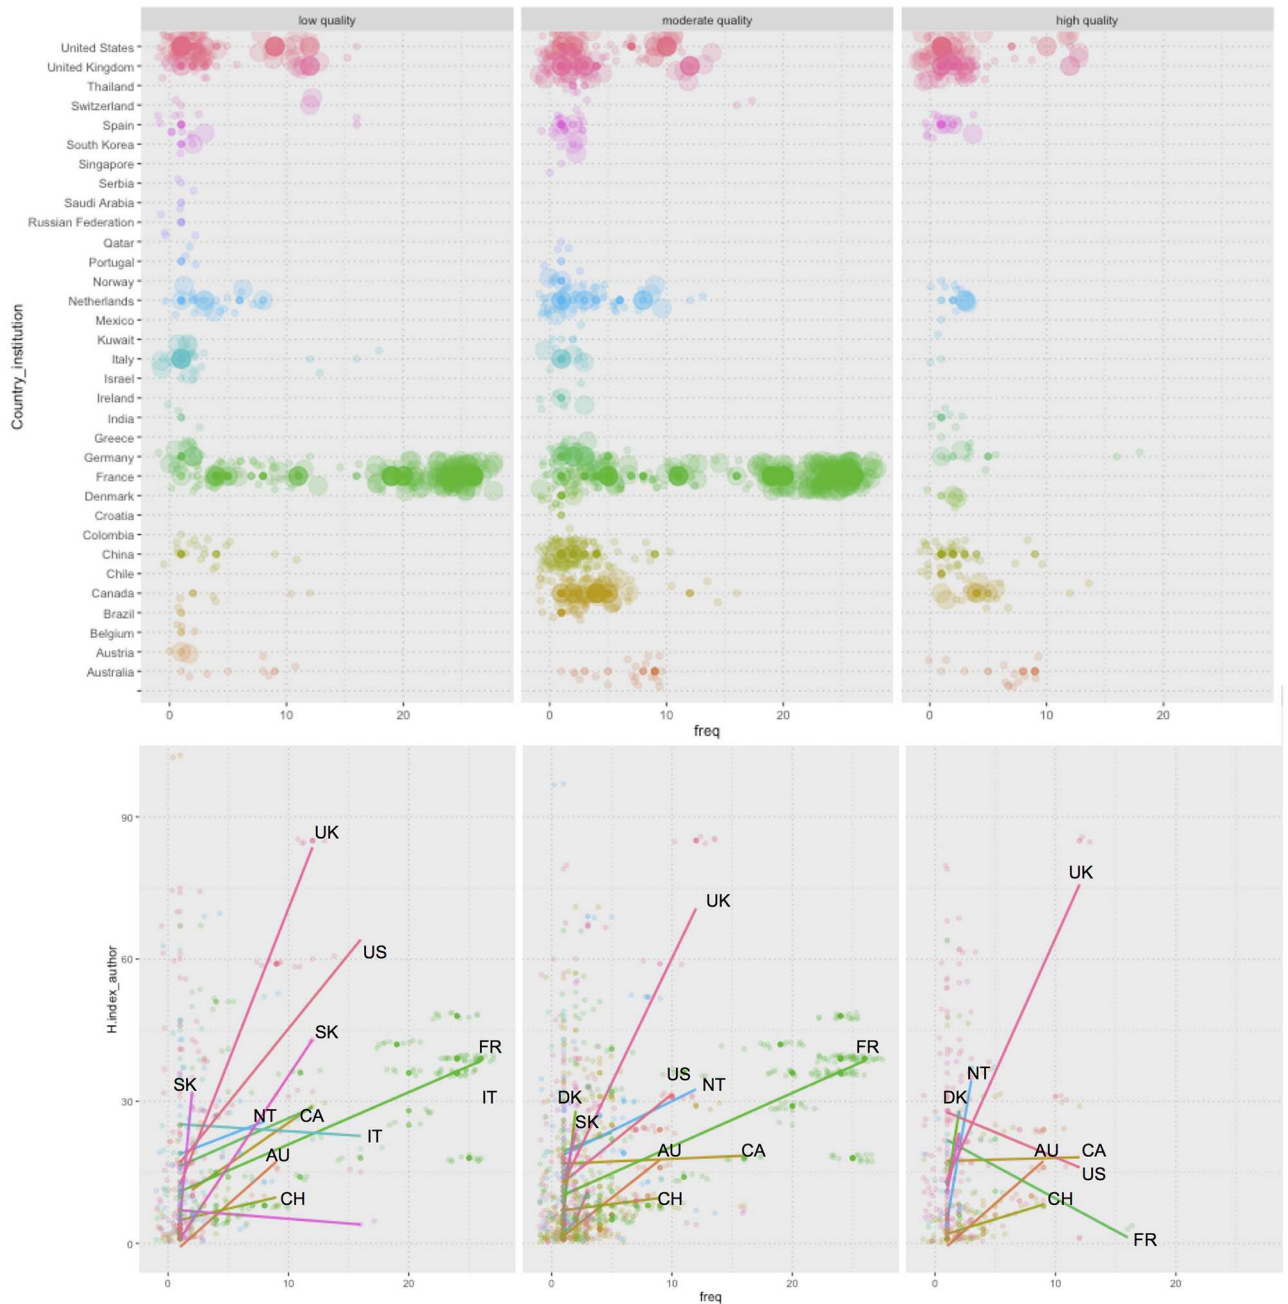 low quality
moderate quality
high quality
Country_institution
United States
United Kingdom
Thailand
Switzerland
Spain
South Korea
Singapore
Serbia
Saudi Arabia
Russian Federation
Qatar
Portugal
Norway
Netherlands
Mexico
Kuwait
Italy
Israel
Ireland
India
Greece
Germany
France
Denmark
Croatia
Colombia
China
Chile
Canada
Brazil
Belgium
Austria
Australia
0 10 20
0 10 20
0 10 20
freq
H.index_author
90
60
30
0
UK
US
SK
FR
SK
IT
NT
CA
IT
AU
CH
UK
FR
US
NT
DK
SK
AU
CA
CH
UK
NT
DK
AU
CA
US
CH
FR
0 10 20
0 10 20
0 10 20
freq